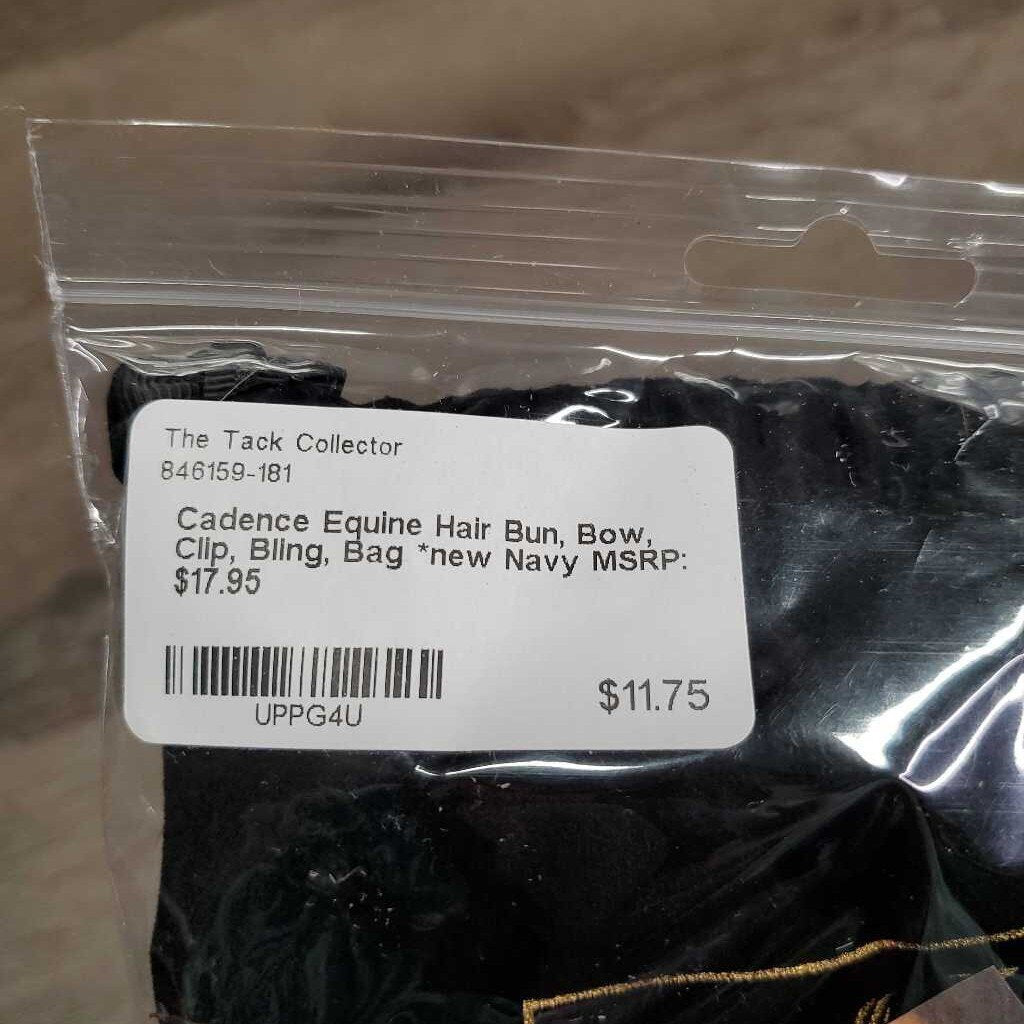 The Tack Collector
846159-181
Cadence Equine Hair Bun, Bow,
Clip, Bling, Bag *new Navy MSRP:
$17.95
UPPG4U
$11.75